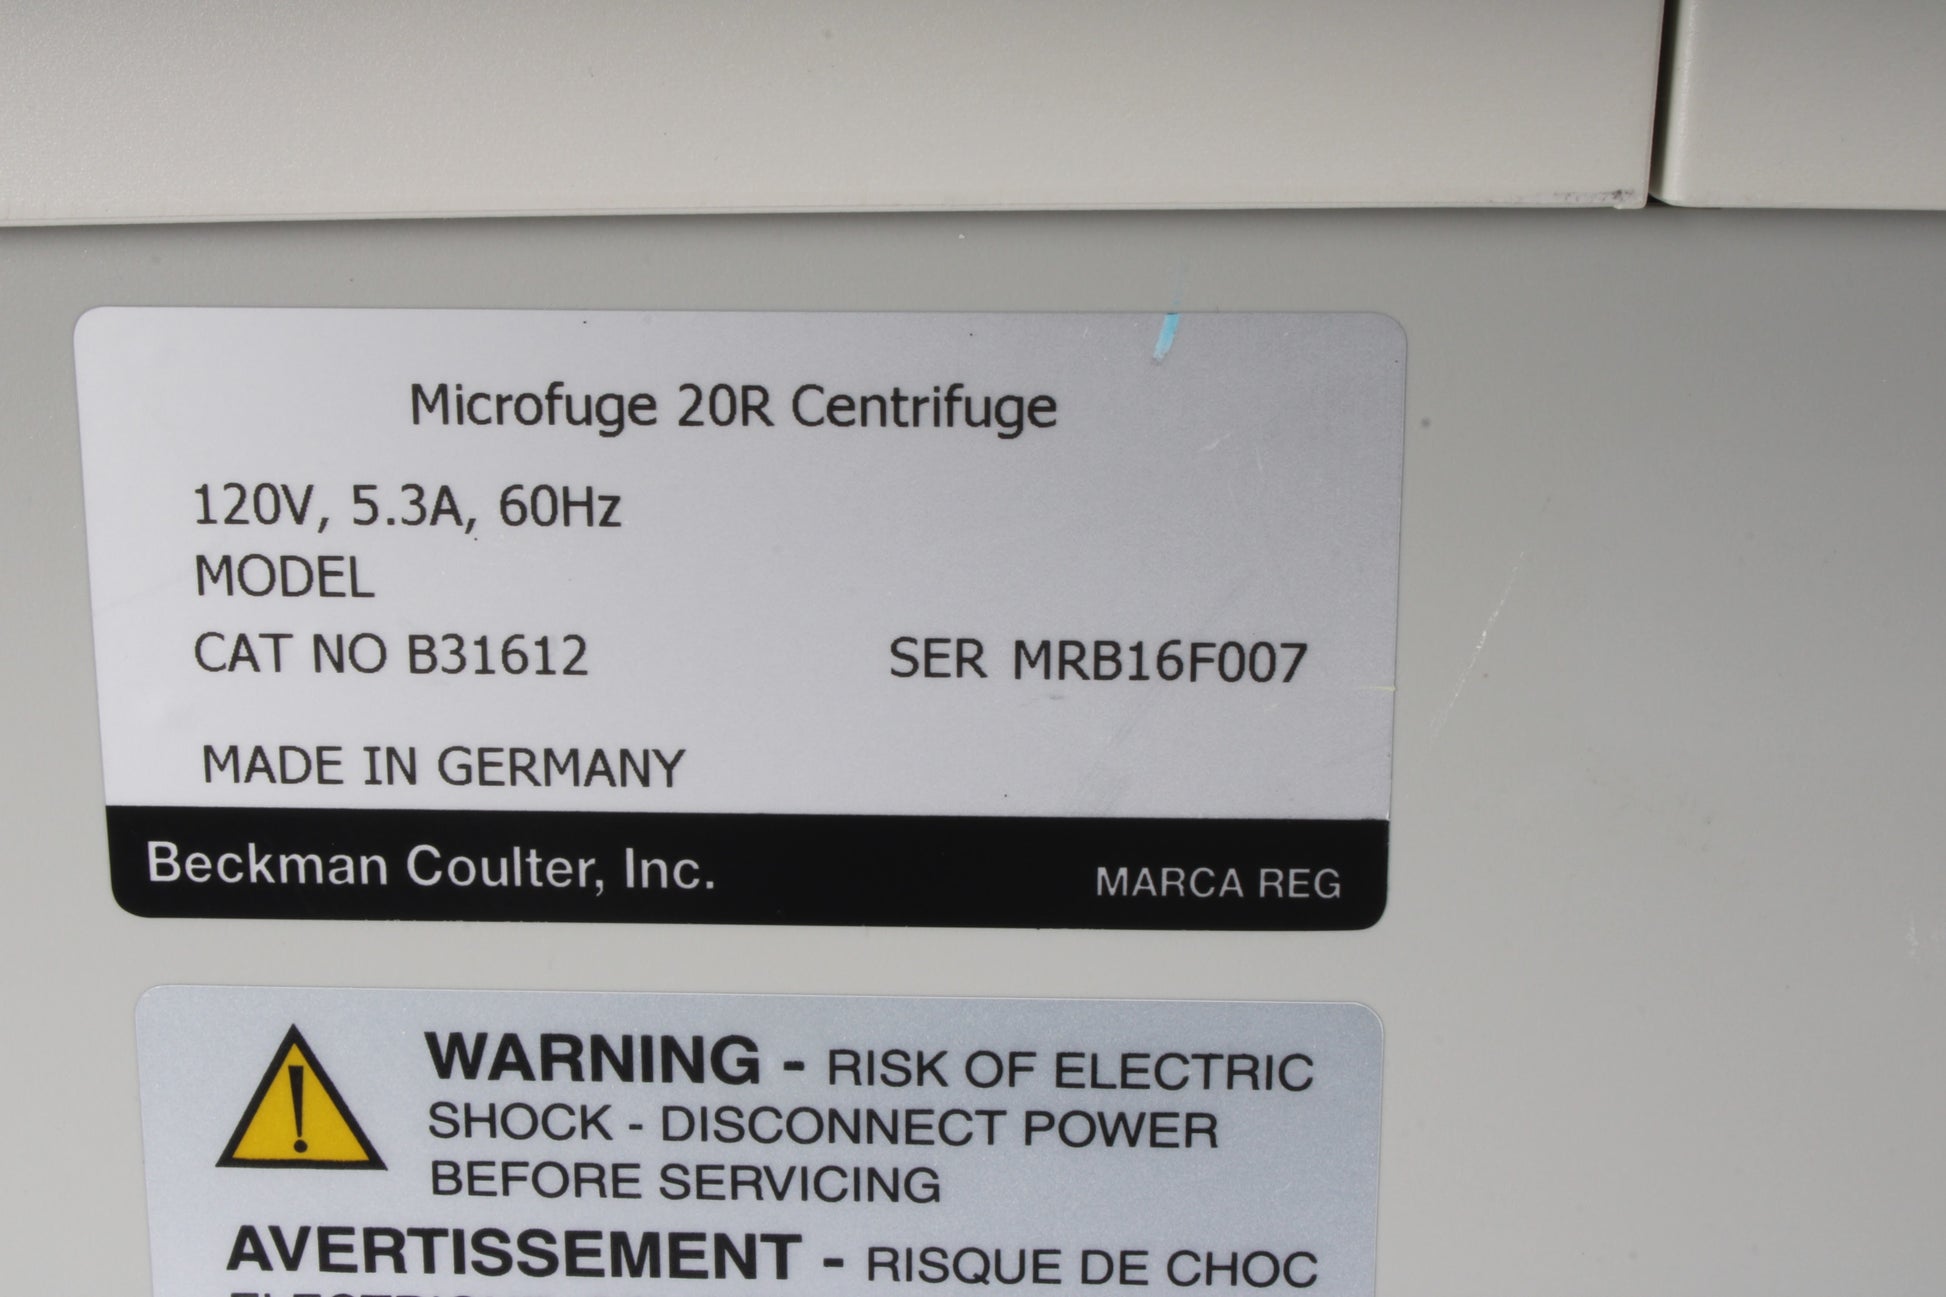 Microfuge 20R Centrifuge
120V, 5.3A, 60Hz
MODEL
CAT NO B31612 SER MRB16F007
MADE IN GERMANY
Beckman Coulter, Inc. MARCA REG
WARNING - RISK OF ELECTRIC
SHOCK - DISCONNECT POWER
BEFORE SERVICING
AVERTISSEMENT - RISQUE DE CHOC